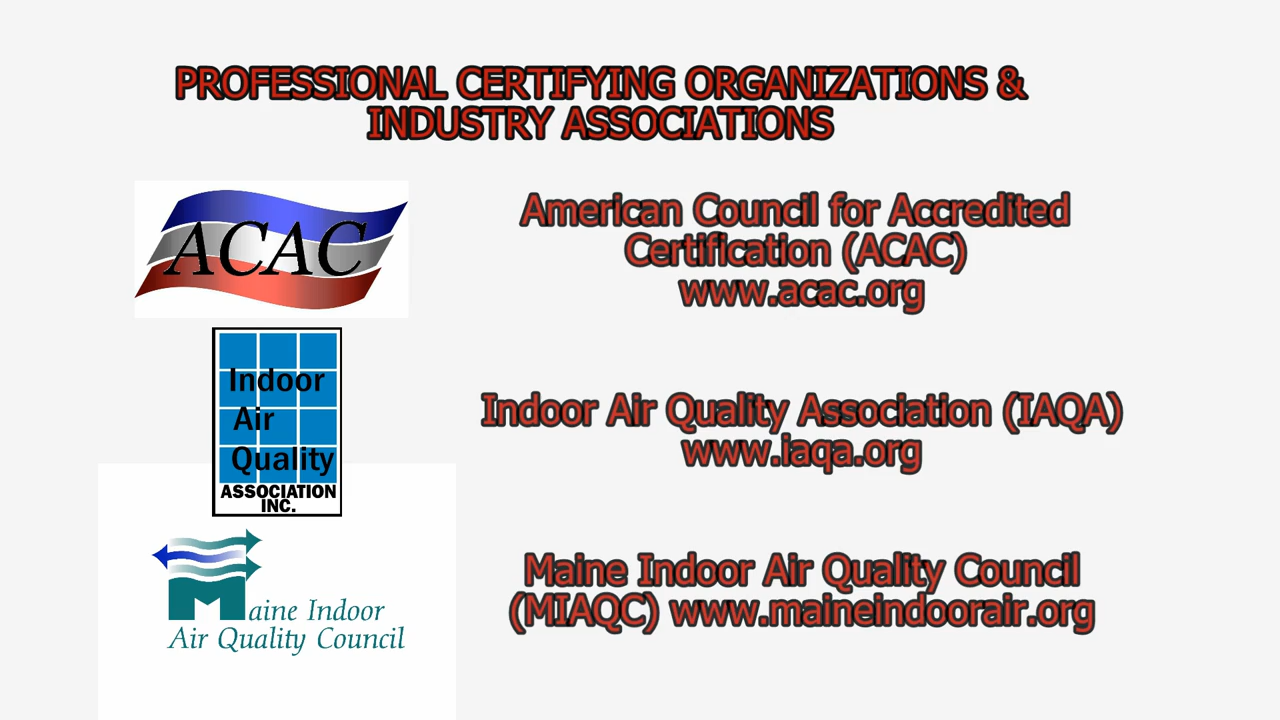 PROFESSIONAL CERTIFYING ORGANIZATIONS &
INDUSTRY ASSOCIATIONS
ACAC
American Council for Accredited
Certification (ACAC)
www.acac.org
Indoor
Air
Quality
ASSOCIATION
INC.
Indoor Air Quality Association (IAQA)
www.iaqa.org
Maine Indoor
Air Quality Council
Maine Indoor Air Quality Council
(MIAQC) www.maineindoorair.org